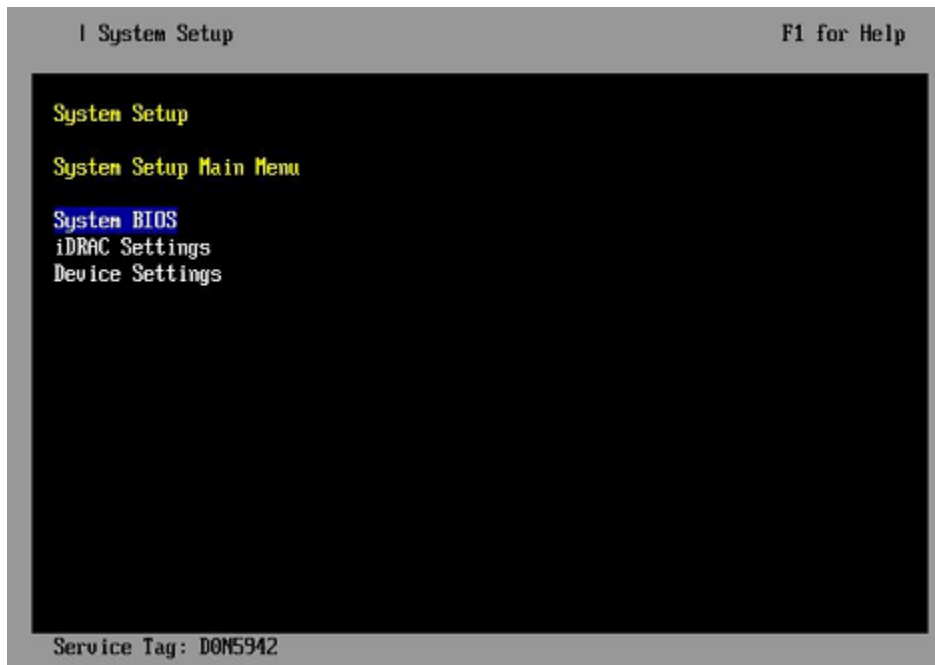 | System Setup F1 for Help
System Setup
System Setup Main Menu
System BIOS
iDRAC Settings
Device Settings
Service Tag: D0N5942